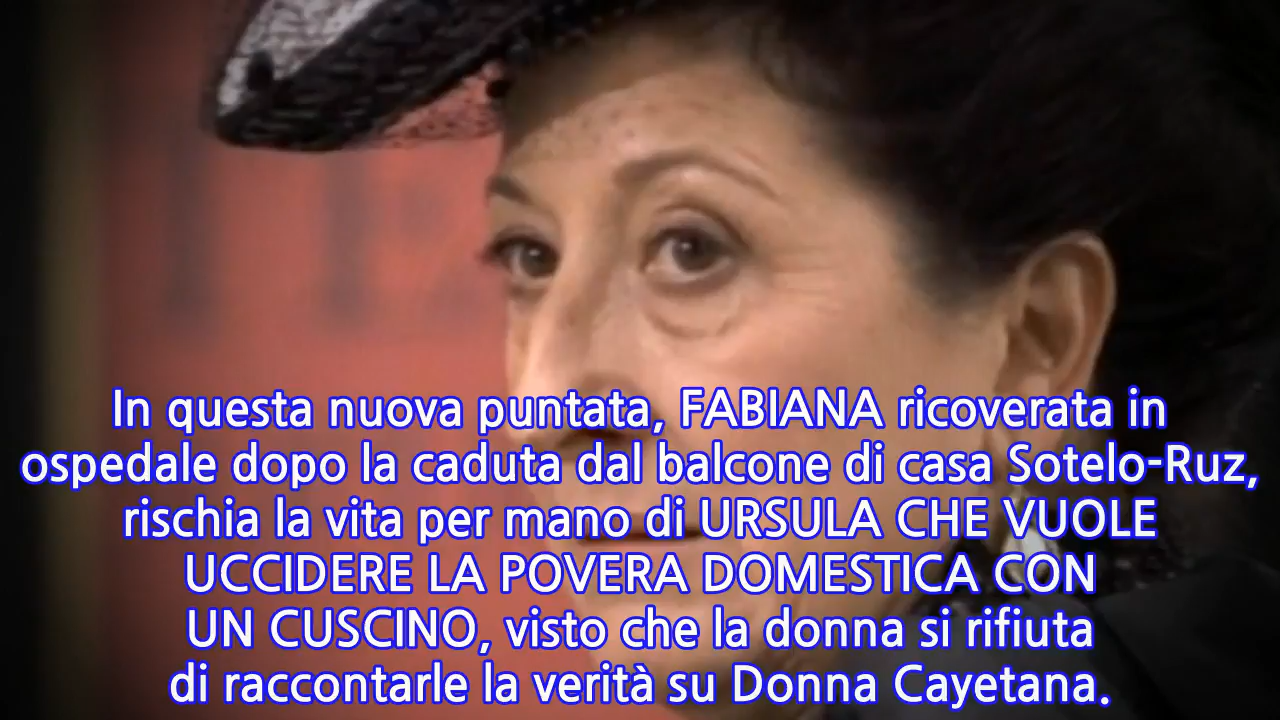 In questa nuova puntata, FABIANA ricoverata in
ospedale dopo la caduta dal balcone di casa Sotelo-Ruz,
rischia la vita per mano di URSULA CHE VUOLE
UCCIDERE LA POVERA DOMESTICA CON
UN CUSCINO, visto che la donna si rifiuta
di raccontarle la verità su Donna Cayetana.